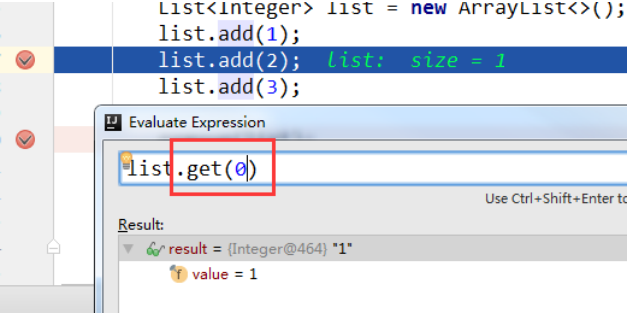 List<Integer> list = new ArrayList<>();
list.add(1);
list.add(2); list: size = 1
list.add(3);
Evaluate Expression
list.get(0)
Use Ctrl+Shift+Enter to
Result:
result = {Integer@464} "1"
value = 1